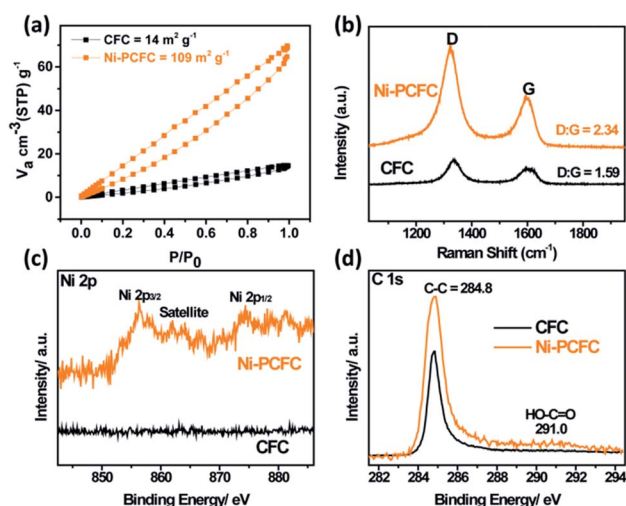 (a)
CFC = 14 m² g⁻¹
Ni-PCFC = 109 m² g⁻¹
Vₐ cm⁻³(STP) g⁻¹
80
60
40
20
0
0.0 0.2 0.4 0.6 0.8 1.0
P/P₀
(b)
D
G
Ni-PCFC
D:G = 2.34
CFC
D:G = 1.59
Intensity (a.u.)
1200 1400 1600 1800
Raman Shift (cm⁻¹)
(c)
Ni 2p
Ni 2p₃/₂
Satellite
Ni 2p₁/₂
Ni-PCFC
CFC
Intensity/ a.u.
850 860 870 880
Binding Energy/ eV
(d)
C 1s
C-C = 284.8
CFC
Ni-PCFC
HO-C=O
291.0
Intensity/ a.u.
282 284 286 288 290 292 294
Binding Energy/ eV